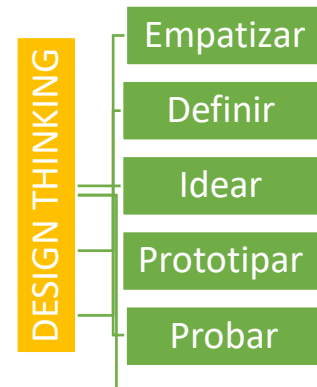 DESIGN THINKING
Empatizar
Definir
Idear
Prototipar
Probar